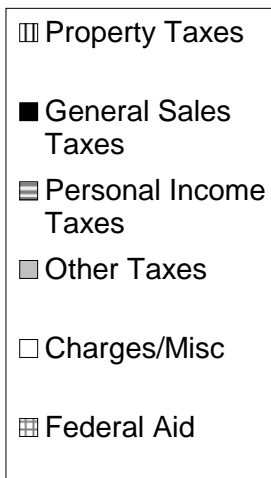 Property Taxes
General Sales
Taxes
Personal Income
Taxes
Other Taxes
Charges/Misc
Federal Aid